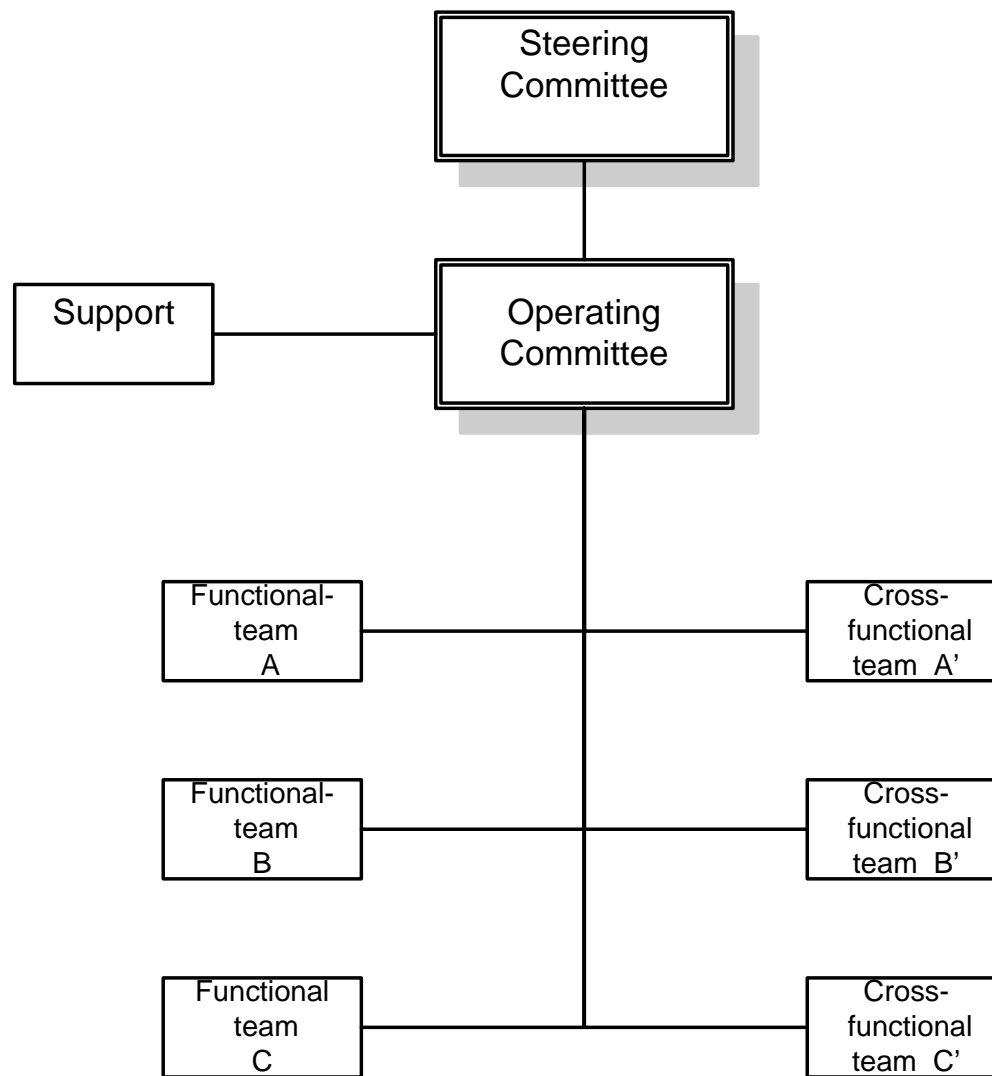 Steering
Committee
Support
Operating
Committee
Functional-
team
A
Cross-
functional
team A’
Functional-
team
B
Cross-
functional
team B’
Functional
team
C
Cross-
functional
team C’